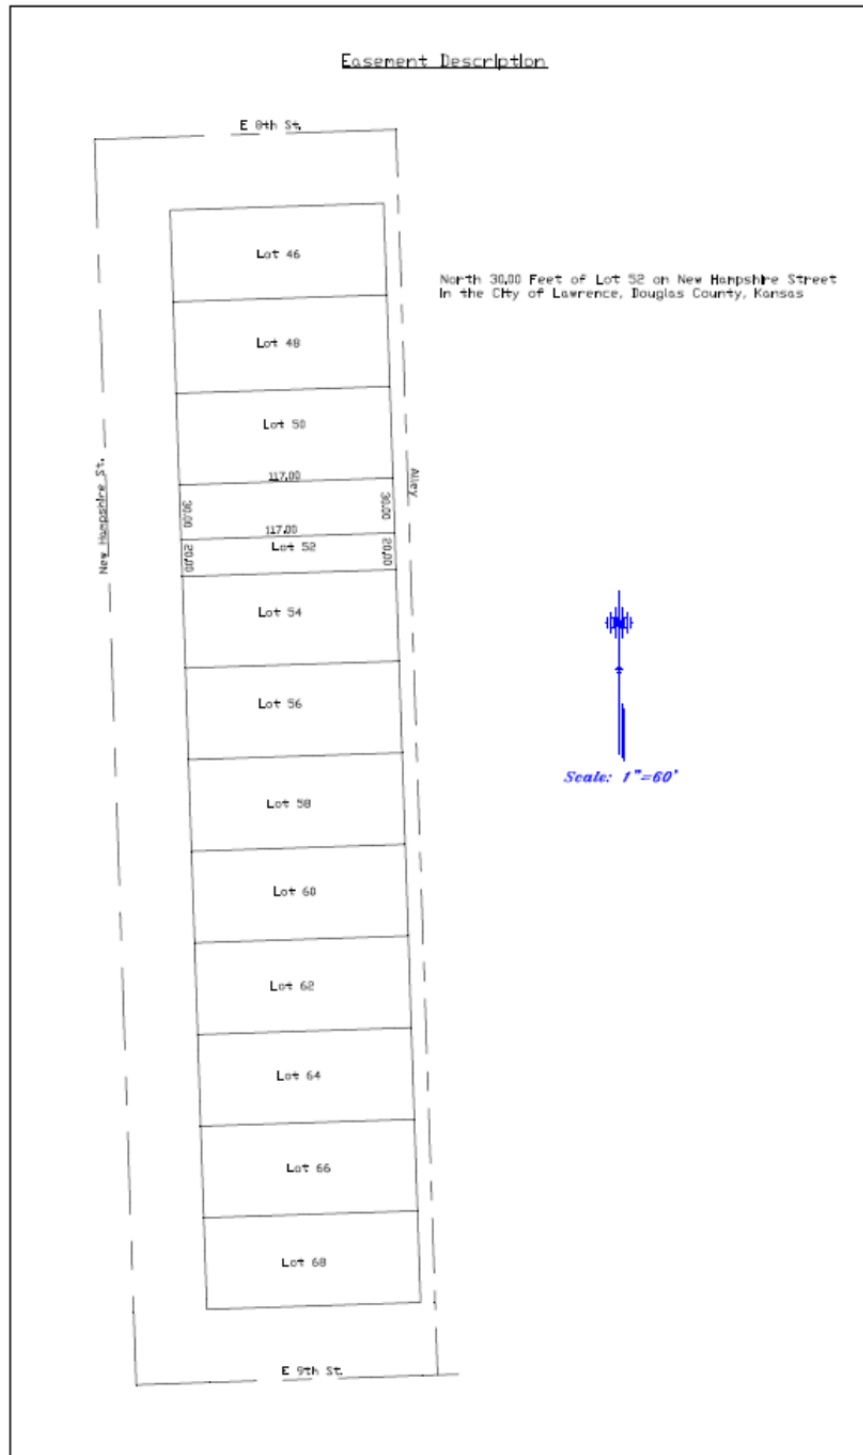 Easement Description
E 8th St.
Lot 46
North 30.00 Feet of Lot 52 on New Hampshire Street
In the City of Lawrence, Douglas County, Kansas
Lot 48
Lot 50
117.00
Alley
New Hampshire St.
30.00
30.00
117.00
Lot 52
20.00
20.00
Lot 54
N
Lot 56
Scale: 1"=60'
Lot 58
Lot 60
Lot 62
Lot 64
Lot 66
Lot 68
E 9th St.